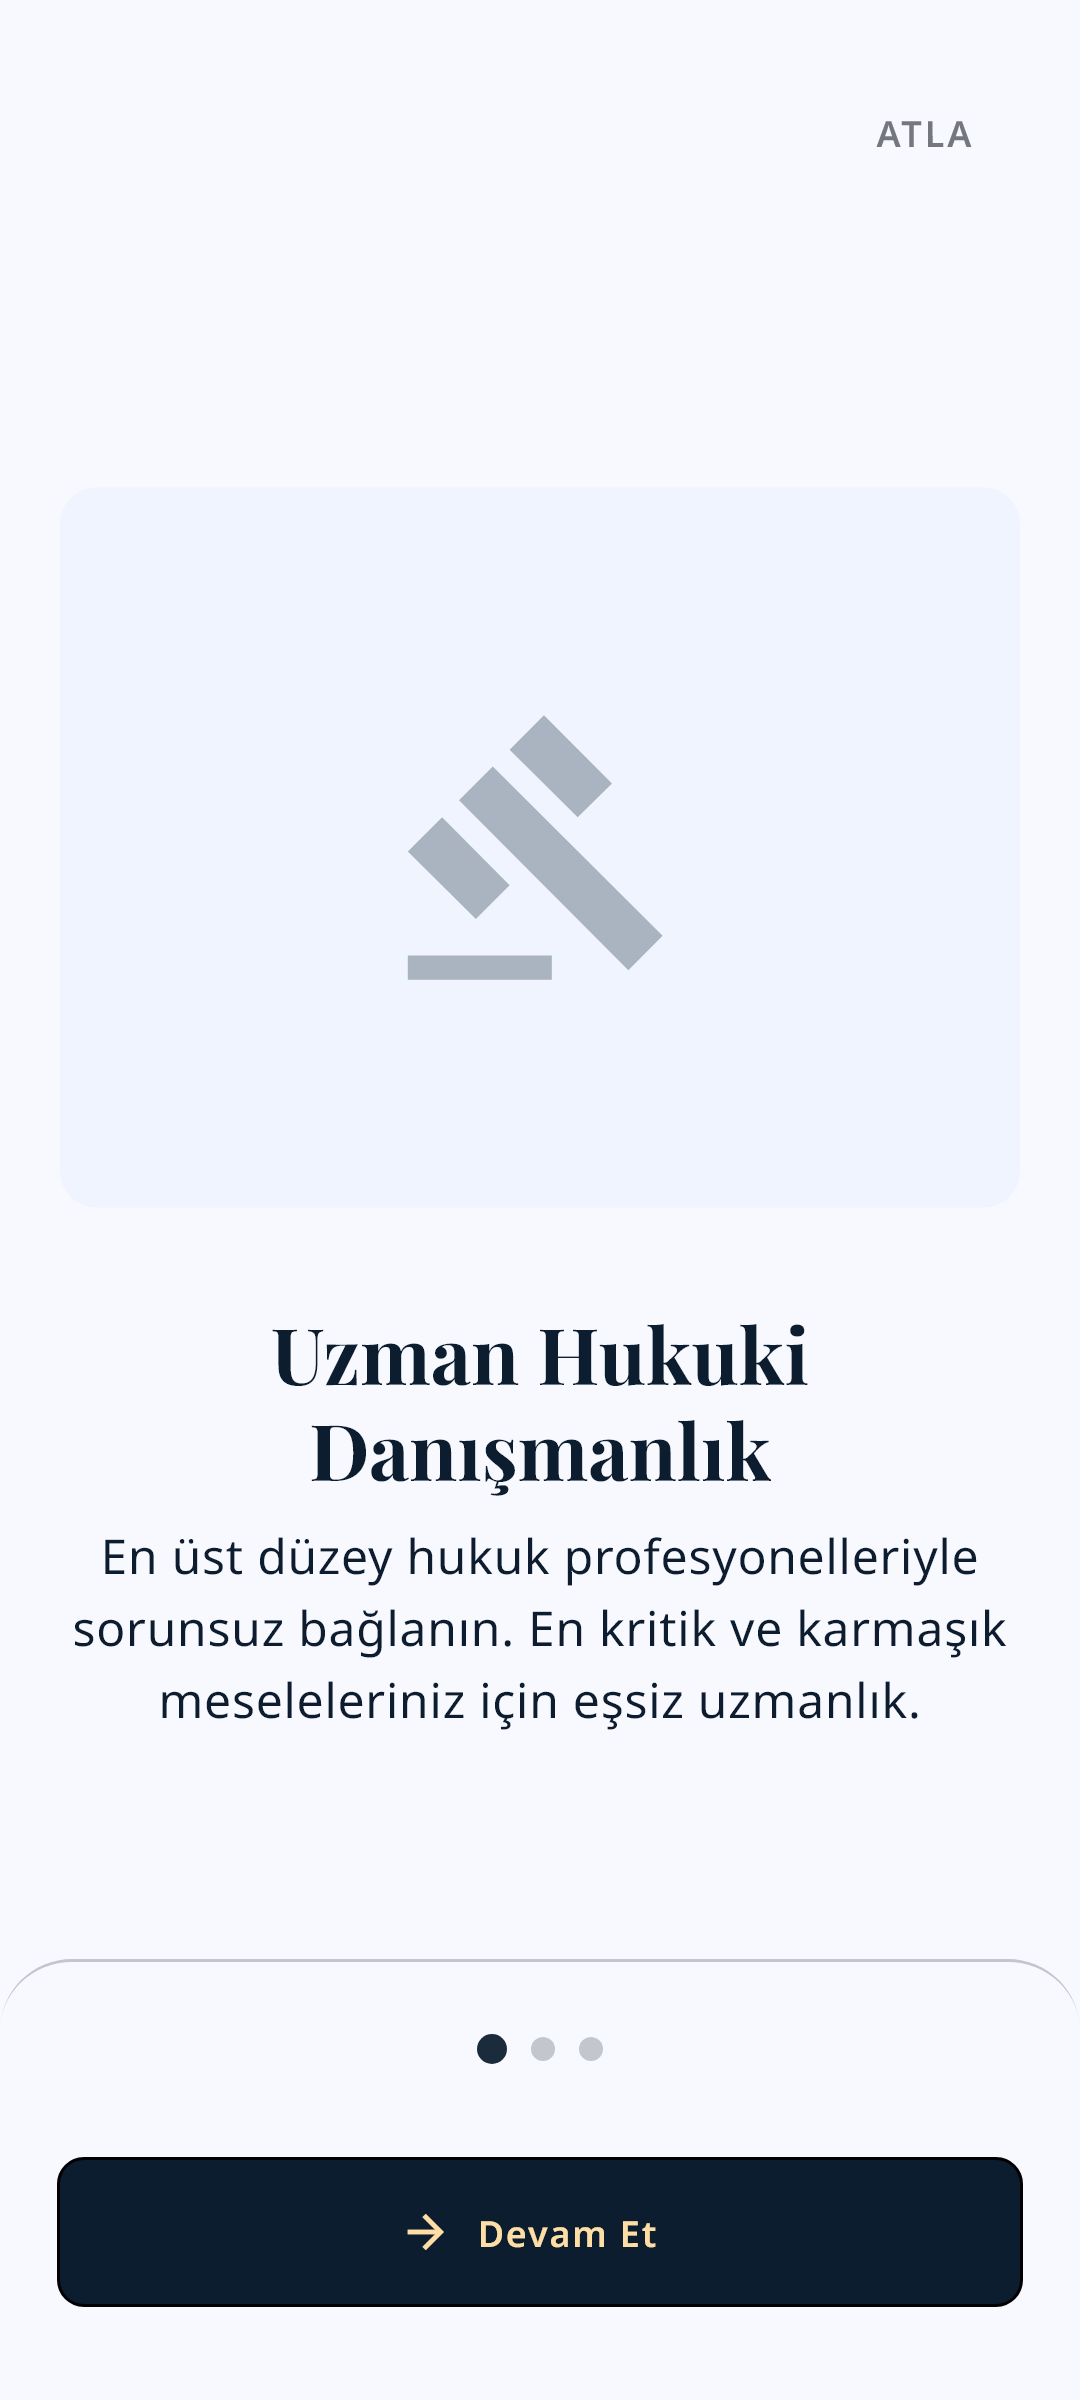 ATLA
Uzman Hukuki
Danışmanlık
En üst düzey hukuk profesyonelleriyle
sorunsuz bağlanın. En kritik ve karmaşık
meseleleriniz için eşsiz uzmanlık.
Devam Et